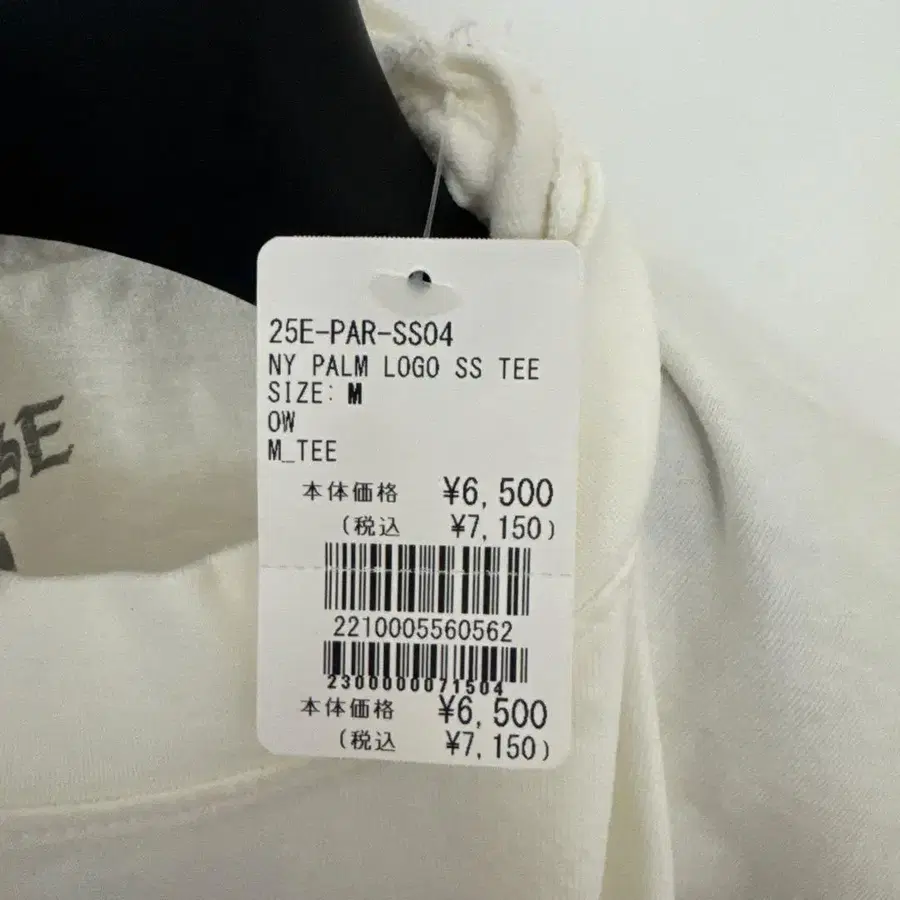 25E-PAR-SS04
NY PALM LOGO SS TEE
SIZE: M
OW
M_TEE
本体価格 ¥6,500
(税込 ¥7,150)
2210005560562
2300000071504
本体価格 ¥6,500
(税込 ¥7,150)